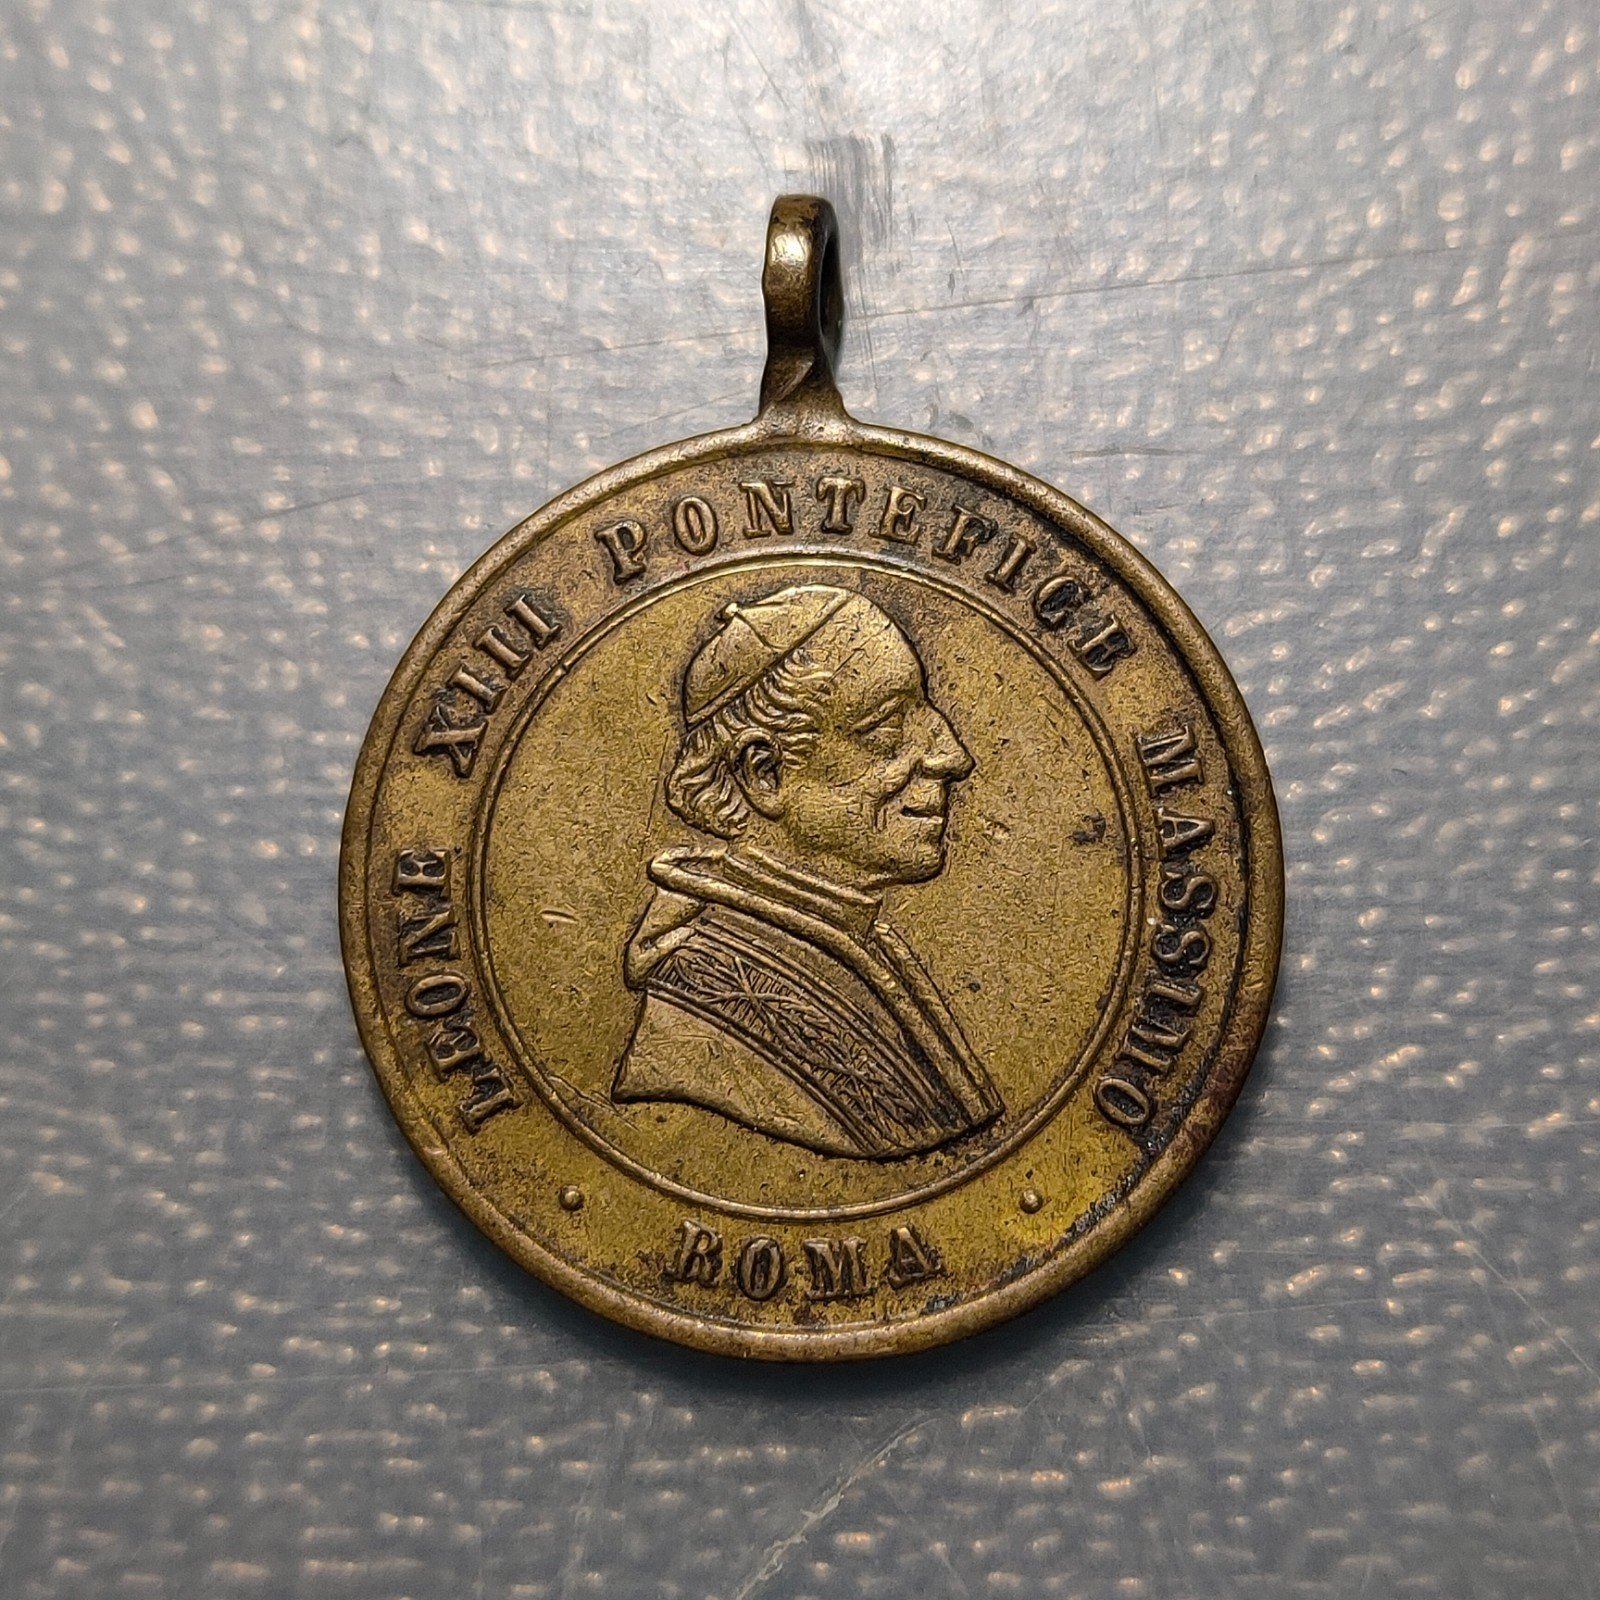 LEONE XIII PONTEFICE MASSIMO
· ROMA ·